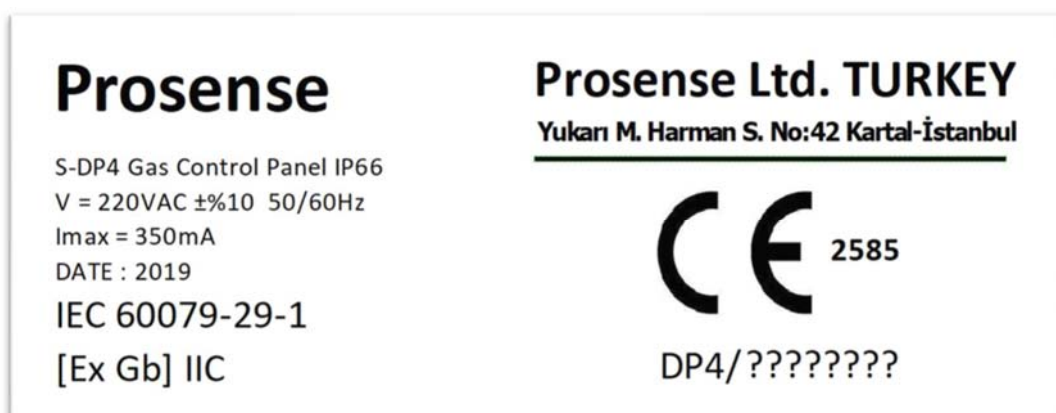 Prosense
S-DP4 Gas Control Panel IP66
V = 220VAC ±%10 50/60Hz
Imax = 350mA
DATE : 2019
IEC 60079-29-1
[Ex Gb] IIC
Prosense Ltd. TURKEY
Yukarı M. Harman S. No:42 Kartal-İstanbul
CE 2585
DP4/????????